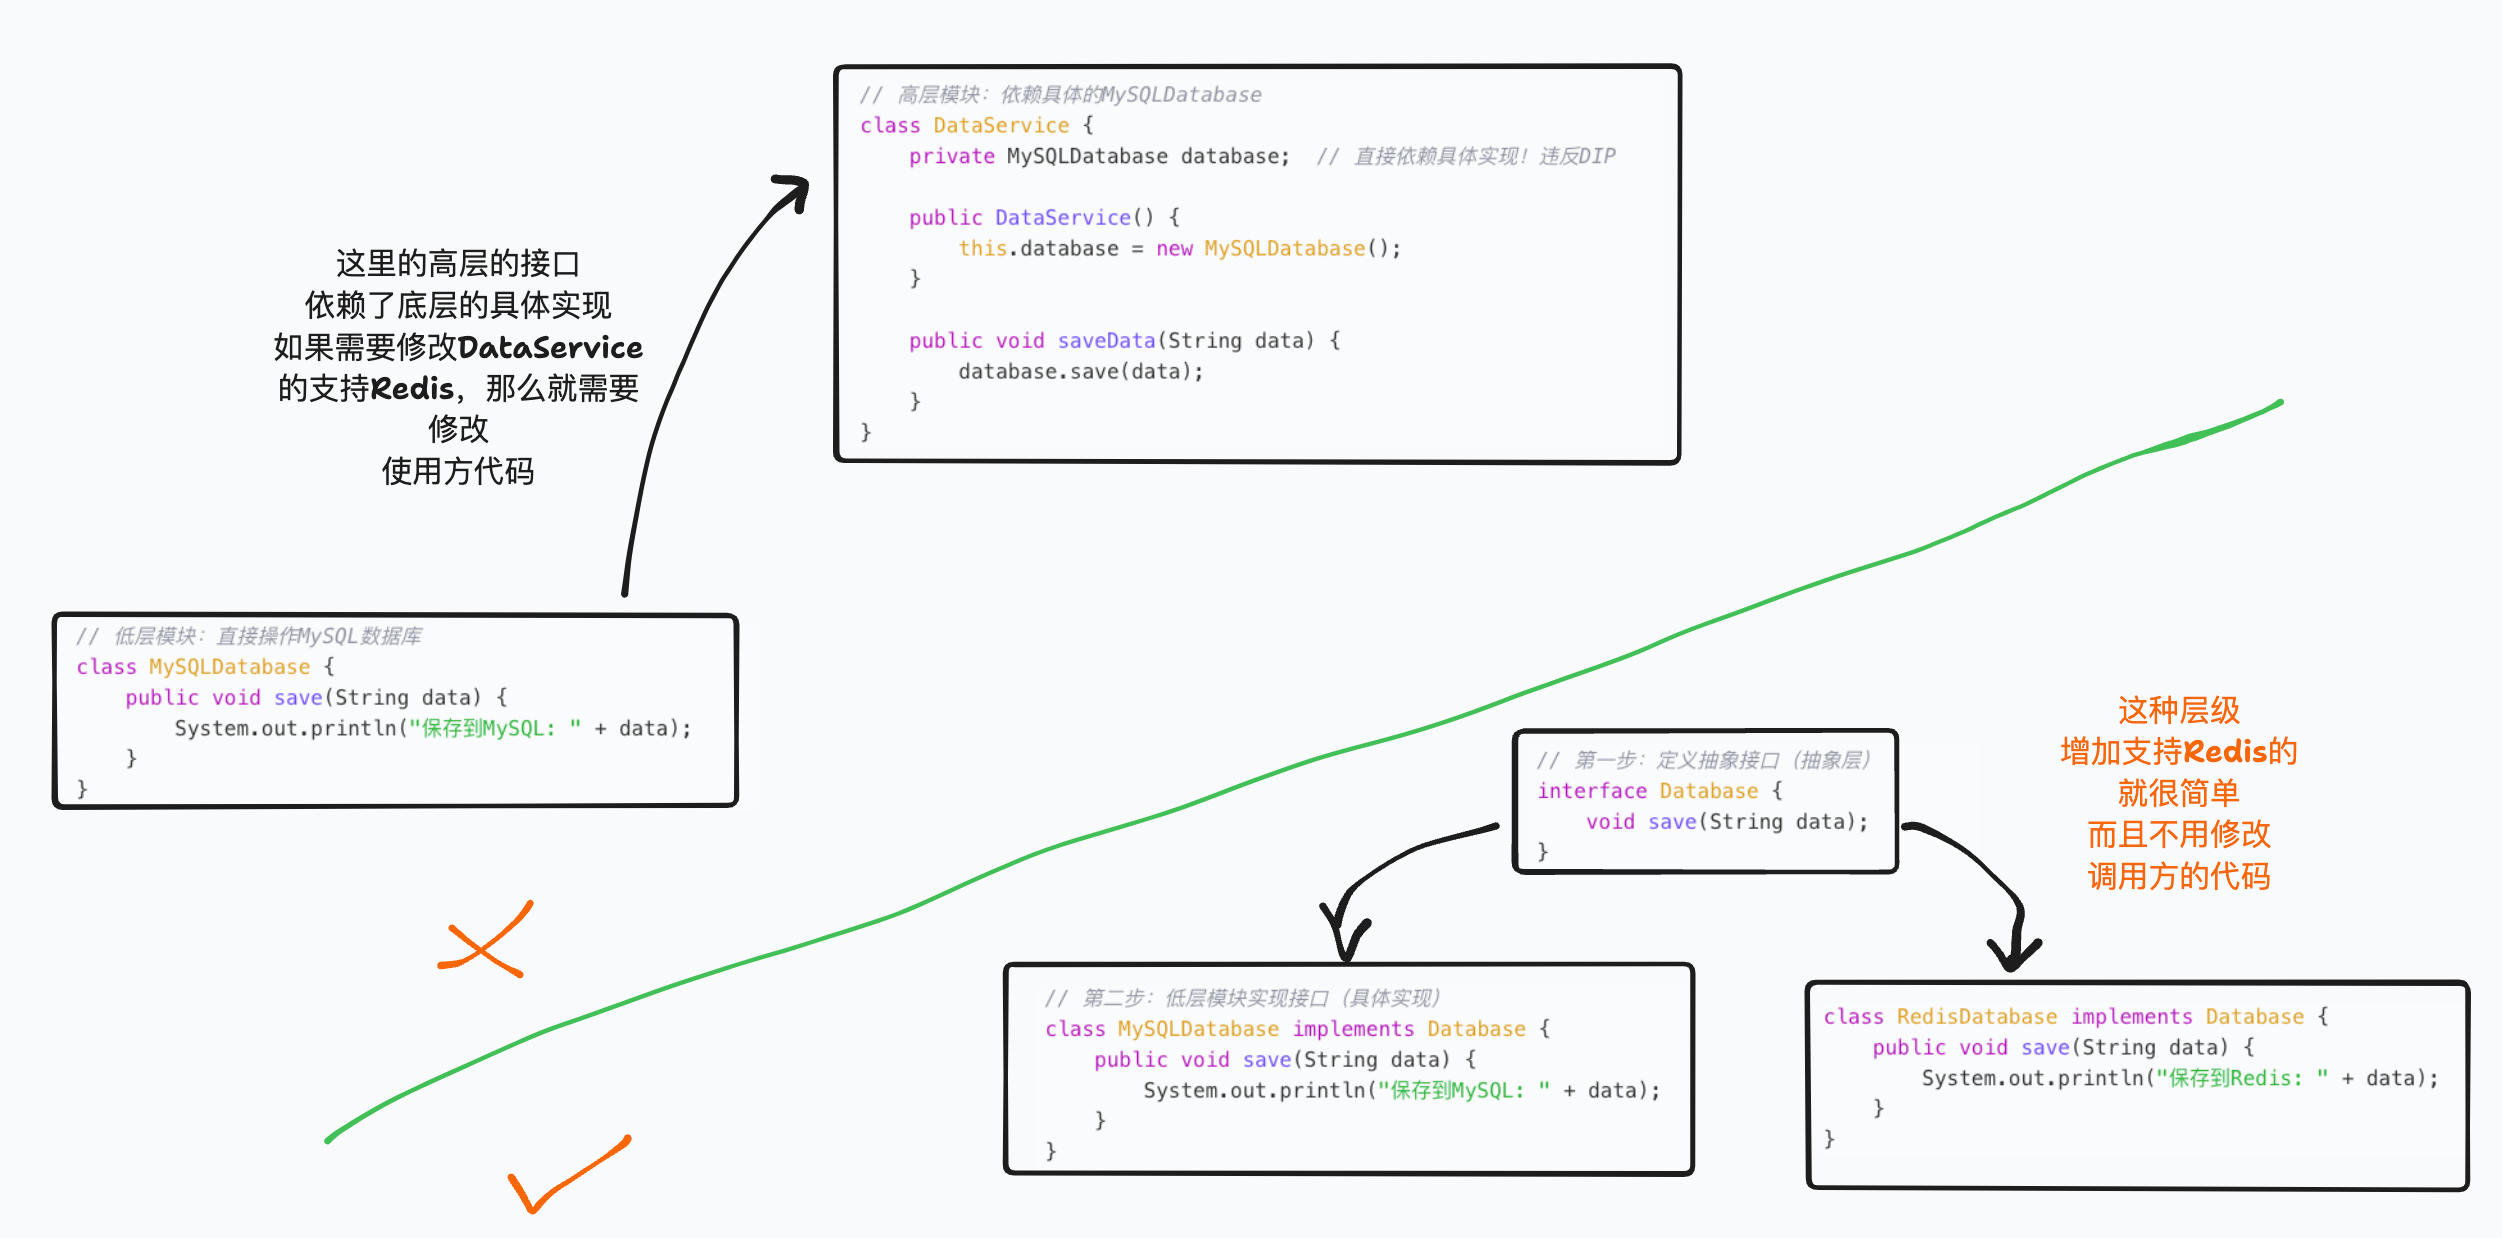 // 高层模块：依赖具体的MySQLDatabase
class DataService {
    private MySQLDatabase database;  // 直接依赖具体实现！违反DIP
    public DataService() {
        this.database = new MySQLDatabase();
    }
    public void saveData(String data) {
        database.save(data);
    }
}
这里的高层的接口
依赖了底层的具体实现
如果需要修改DataService
的支持Redis，那么就需要
修改
使用方代码
// 低层模块：直接操作MySQL数据库
class MySQLDatabase {
    public void save(String data) {
        System.out.println("保存到MySQL: " + data);
    }
}
// 第一步：定义抽象接口（抽象层）
interface Database {
    void save(String data);
}
这种层级
增加支持Redis的
就很简单
而且不用修改
调用方的代码
// 第二步：低层模块实现接口（具体实现）
class MySQLDatabase implements Database {
    public void save(String data) {
        System.out.println("保存到MySQL: " + data);
    }
}
class RedisDatabase implements Database {
    public void save(String data) {
        System.out.println("保存到Redis: " + data);
    }
}